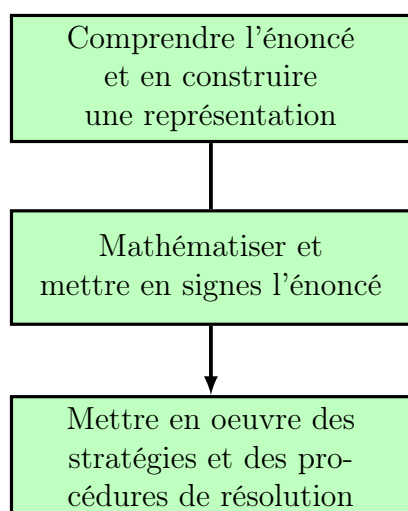 Comprendre l'énoncé
et en construire
une représentation
Mathématiser et
mettre en signes l'énoncé
Mettre en oeuvre des
stratégies et des pro-
cédures de résolution